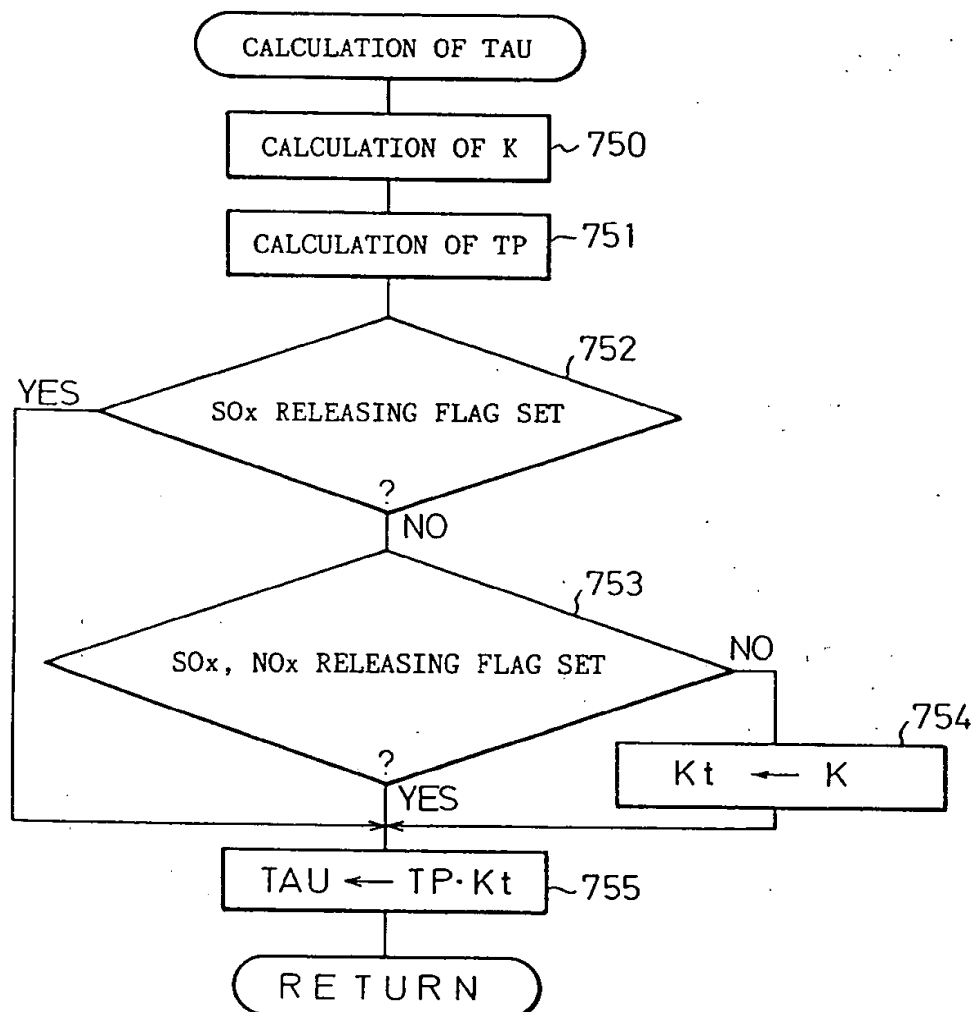 CALCULATION OF TAU
CALCULATION OF K
750
CALCULATION OF TP
751
752
YES
SOx RELEASING FLAG SET
?
NO
753
SOx, NOx RELEASING FLAG SET
NO
754
?
YES
Kt ← K
TAU ← TP·Kt
755
RETURN